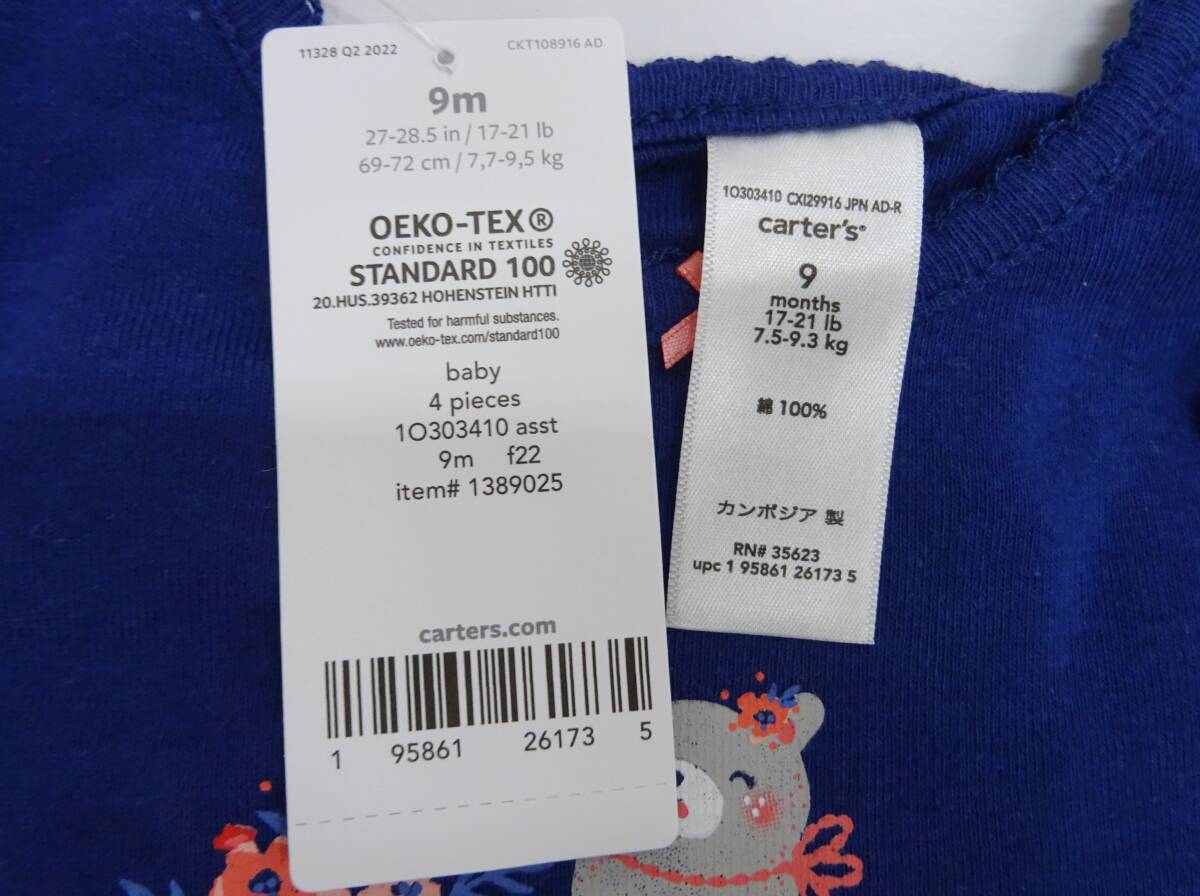 11328 Q2 2022
CKT108916 AD
9m
27-28.5 in / 17-21 lb
69-72 cm / 7,7-9,5 kg
OEKO-TEX®
CONFIDENCE IN TEXTILES
STANDARD 100
20.HUS.39362 HOHENSTEIN HTTI
Tested for harmful substances.
www.oeko-tex.com/standard100
baby
4 pieces
1O303410 asst
9m f22
item# 1389025
carters.com
1 95861 26173 5
1O303410 CXI29916 JPN AD-R
carter's®
9
months
17-21 lb
7.5-9.3 kg
綿 100%
カンボジア 製
RN# 35623
upc 1 95861 26173 5